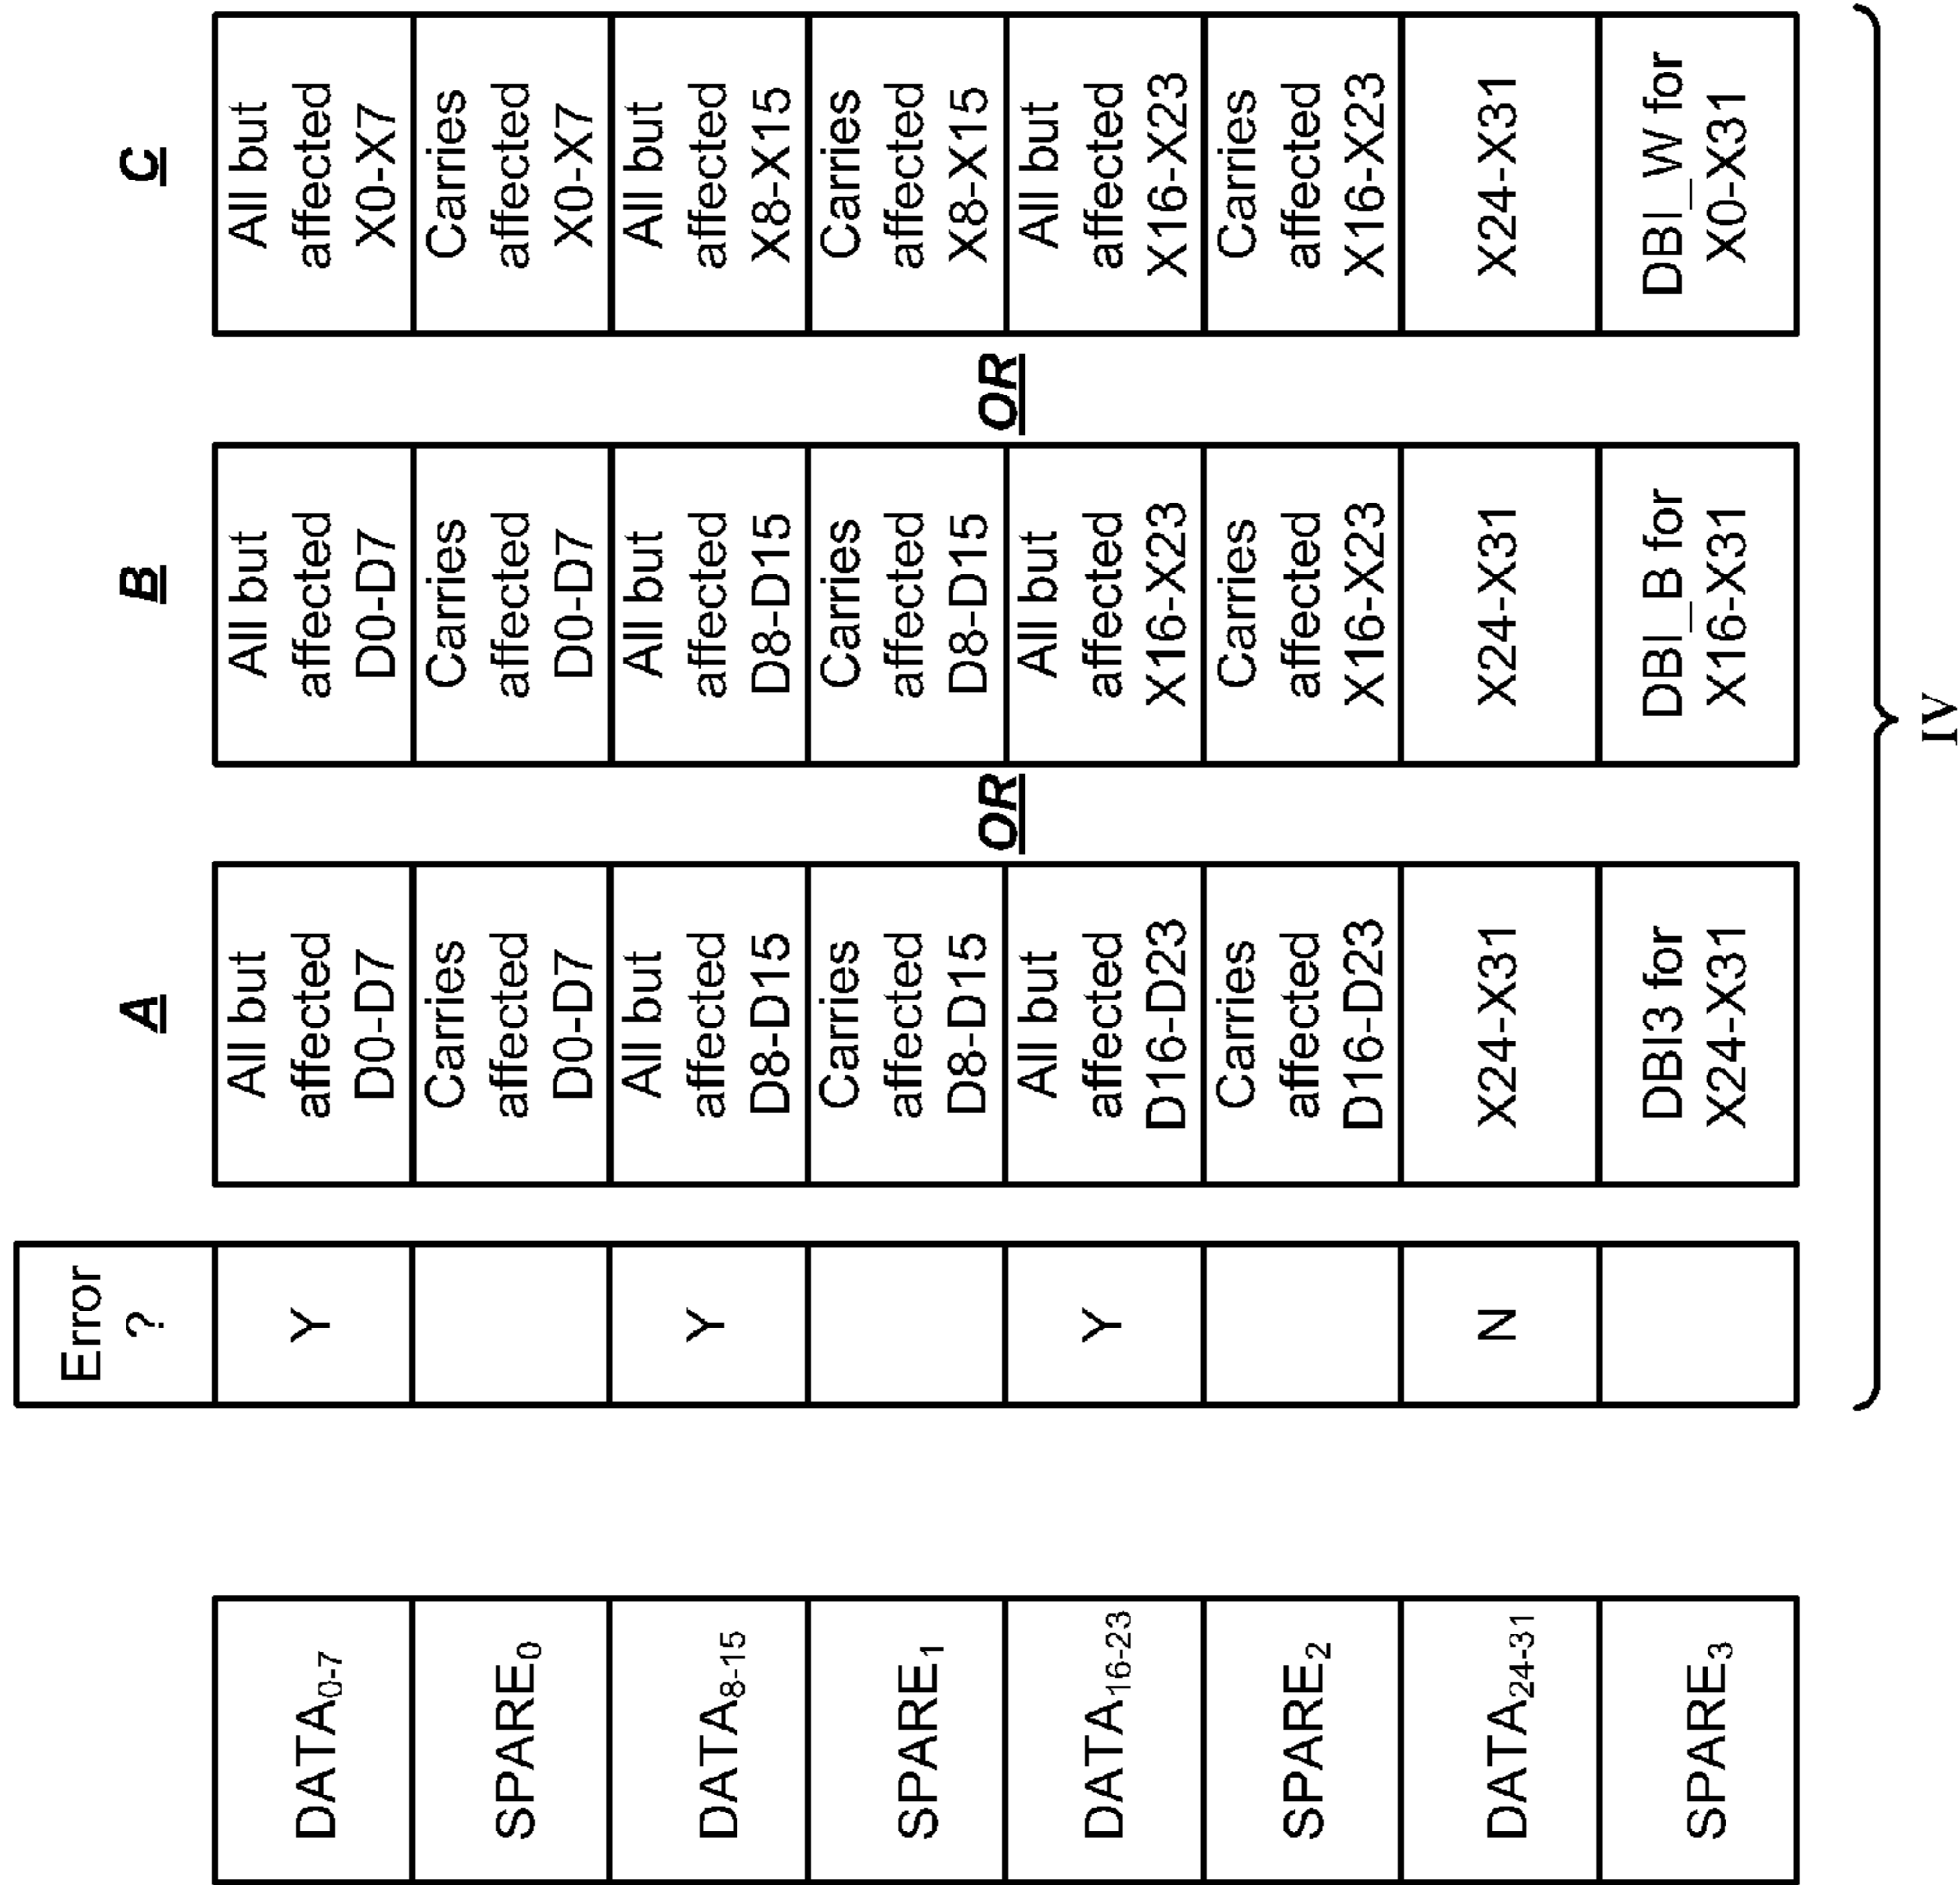 Error
?
A
B
C
DATA0-7
Y
All but
affected
D0-D7
All but
affected
D0-D7
All but
affected
X0-X7
SPARE0
Carries
affected
D0-D7
Carries
affected
D0-D7
Carries
affected
X0-X7
DATA8-15
Y
All but
affected
D8-D15
All but
affected
D8-D15
All but
affected
X8-X15
SPARE1
Carries
affected
D8-D15
Carries
affected
D8-D15
Carries
affected
X8-X15
OR
OR
DATA16-23
Y
All but
affected
D16-D23
All but
affected
X16-X23
All but
affected
X16-X23
SPARE2
Carries
affected
D16-D23
Carries
affected
X16-X23
Carries
affected
X16-X23
DATA24-31
N
X24-X31
X24-X31
X24-X31
SPARE3
DBI3 for
X24-X31
DBI_B for
X16-X31
DBI_W for
X0-X31
IV